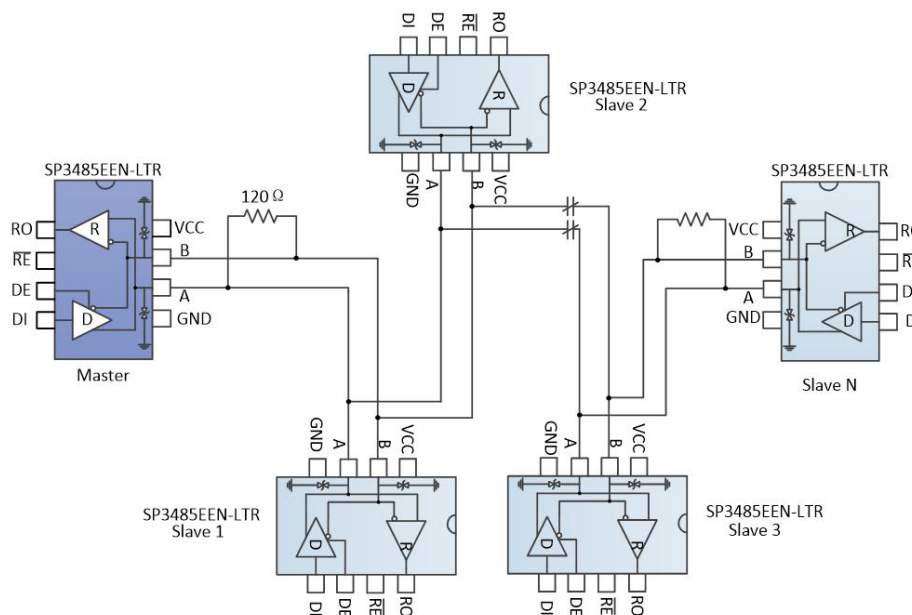 DI DE RE RO
D R
SP3485EEN-LTR
Slave 2
GND A B VCC
SP3485EEN-LTR
RO
RE
DE
DI
R
D
VCC
B
A
GND
Master
120 Ω
SP3485EEN-LTR
VCC
B
A
GND
R
D
Slave N
GND A B VCC
D R
SP3485EEN-LTR
Slave 1
DI DE RE RO
GND A B VCC
D R
SP3485EEN-LTR
Slave 3
DI DE RE RO